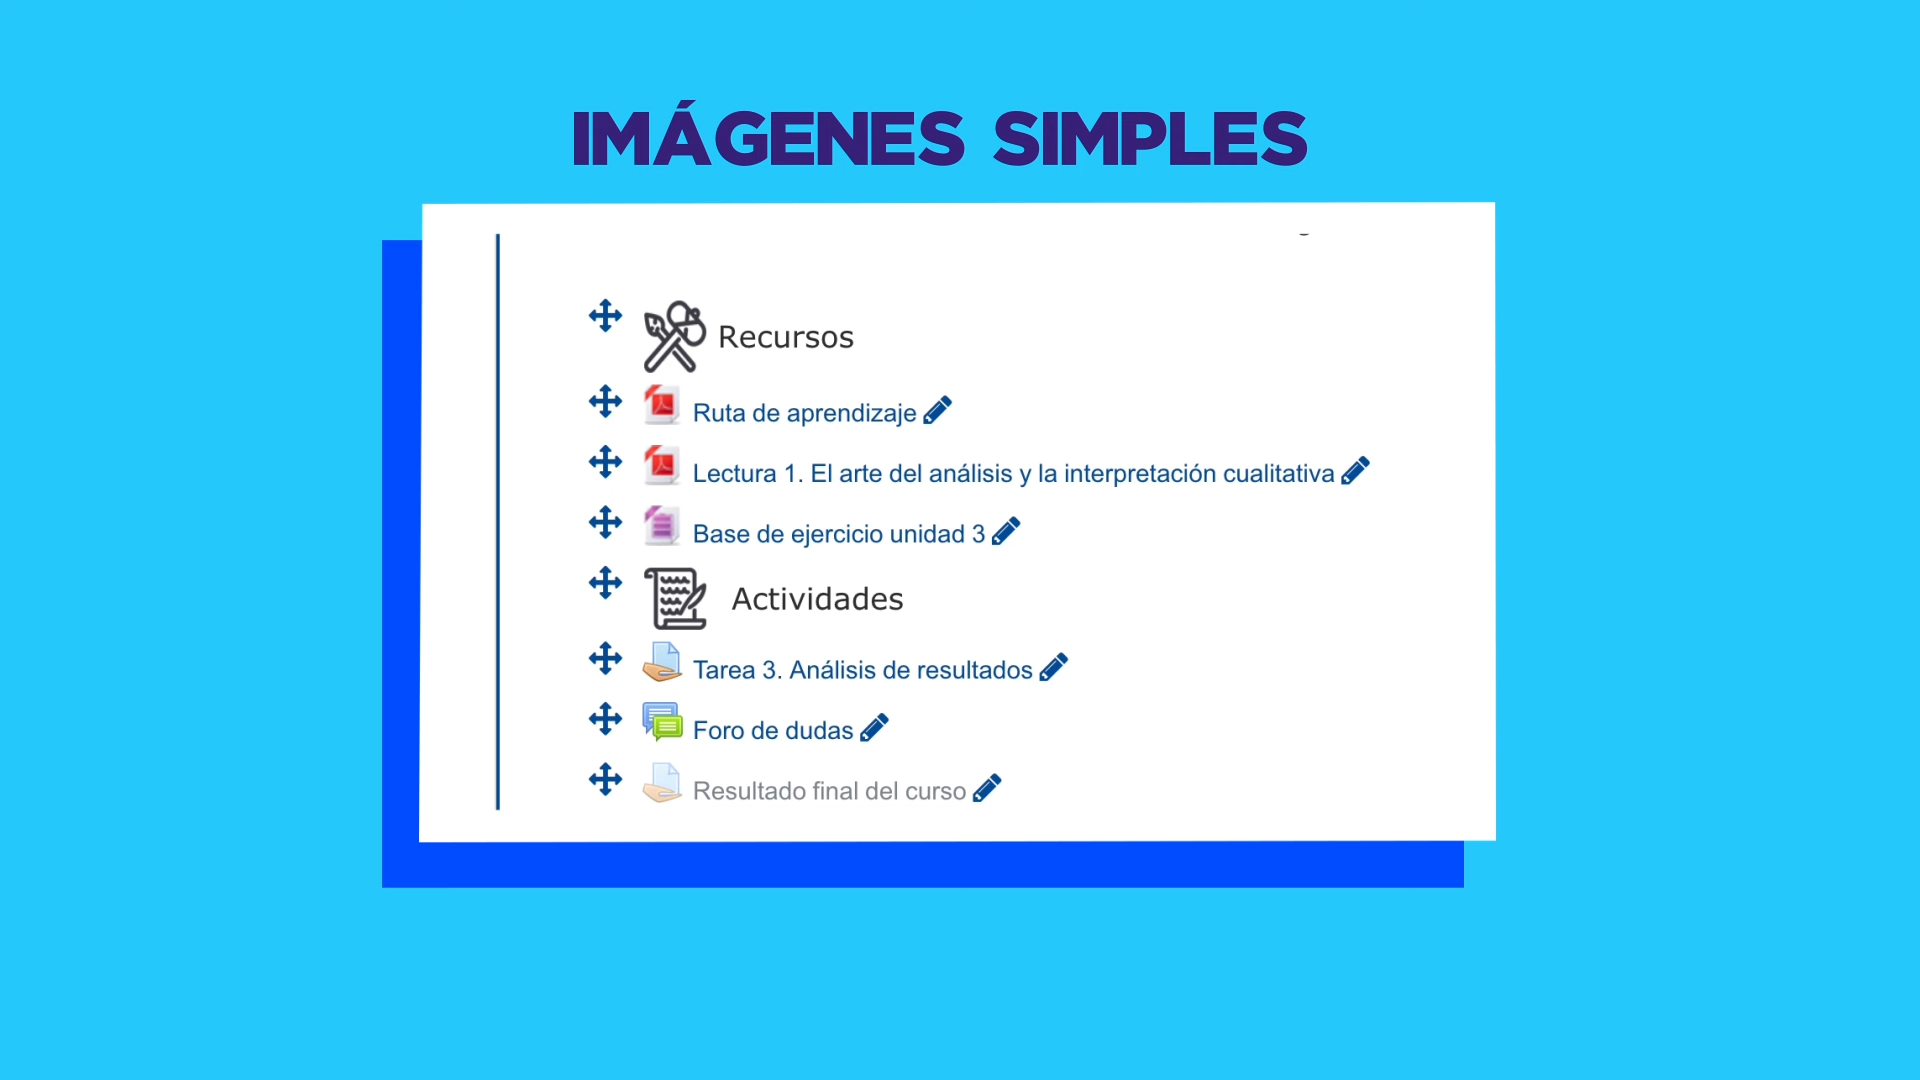 IMÁGENES SIMPLES
Recursos
Ruta de aprendizaje
Lectura 1. El arte del análisis y la interpretación cualitativa
Base de ejercicio unidad 3
Actividades
Tarea 3. Análisis de resultados
Foro de dudas
Resultado final del curso